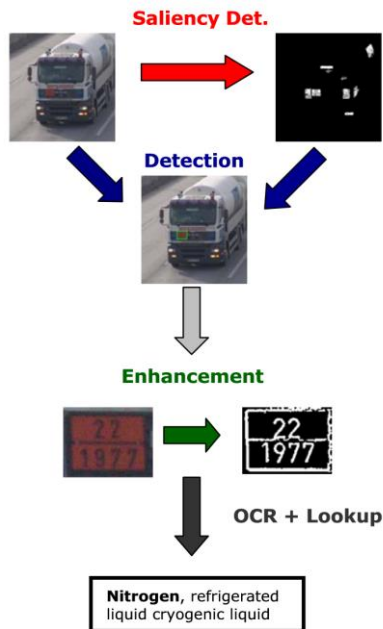 Saliency Det.
Detection
Enhancement
22
1977
22
1977
OCR + Lookup
Nitrogen, refrigerated
liquid cryogenic liquid